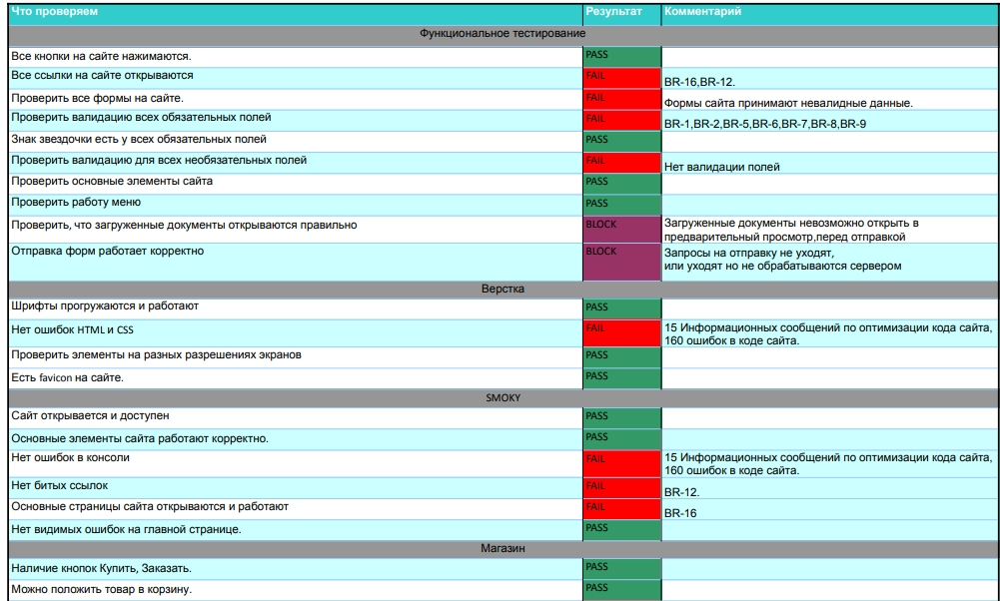 Что проверяем Результат Комментарий
Функциональное тестирование
Все кнопки на сайте нажимаются. PASS
Все ссылки на сайте открываются FAIL BR-16,BR-12.
Проверить все формы на сайте. FAIL Формы сайта принимают невалидные данные.
Проверить валидацию всех обязательных полей FAIL BR-1,BR-2,BR-5,BR-6,BR-7,BR-8,BR-9
Знак звездочки есть у всех обязательных полей PASS
Проверить валидацию для всех необязательных полей FAIL Нет валидации полей
Проверить основные элементы сайта PASS
Проверить работу меню PASS
Проверить, что загруженные документы открываются правильно BLOCK Загруженные документы невозможно открыть в
предварительный просмотр,перед отправкой
Отправка форм работает корректно BLOCK Запросы на отправку не уходят,
или уходят но не обрабатываются сервером
Верстка
Шрифты прогружаются и работают PASS
Нет ошибок HTML и CSS FAIL 15 Информационных сообщений по оптимизации кода сайта,
160 ошибок в коде сайта.
Проверить элементы на разных разрешениях экранов PASS
Есть favicon на сайте. PASS
SMOKY
Сайт открывается и доступен PASS
Основные элементы сайта работают корректно. PASS
Нет ошибок в консоли FAIL 15 Информационных сообщений по оптимизации кода сайта,
160 ошибок в коде сайта.
Нет битых ссылок FAIL BR-12.
Основные страницы сайта открываются и работают FAIL BR-16
Нет видимых ошибок на главной странице. PASS
Магазин
Наличие кнопок Купить, Заказать. PASS
Можно положить товар в корзину. PASS